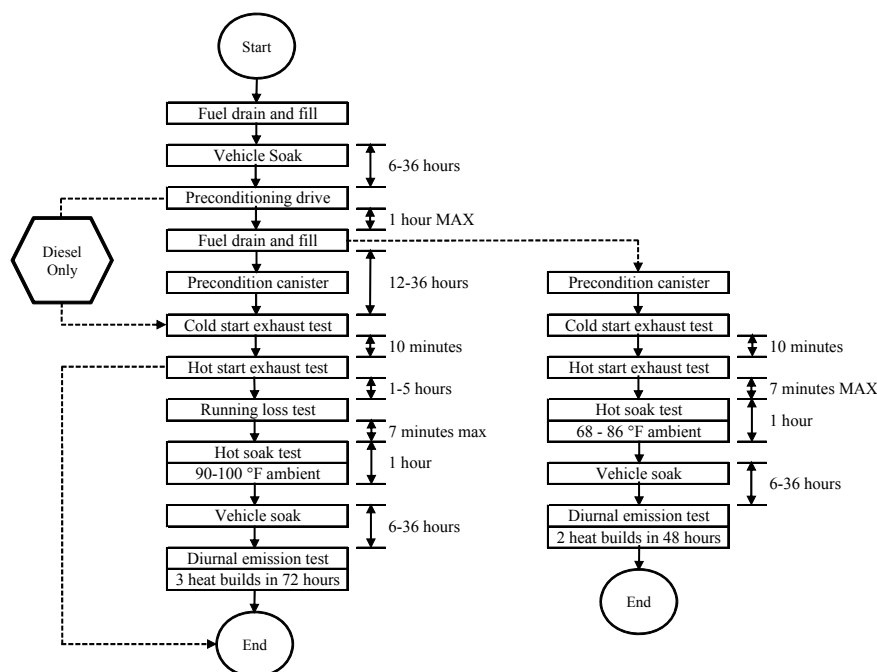 Start
Fuel drain and fill
Vehicle Soak
6-36 hours
Preconditioning drive
1 hour MAX
Diesel
Only
Fuel drain and fill
Precondition canister
12-36 hours
Cold start exhaust test
10 minutes
Hot start exhaust test
1-5 hours
Running loss test
7 minutes max
Hot soak test
90-100 °F ambient
1 hour
Vehicle soak
6-36 hours
Diurnal emission test
3 heat builds in 72 hours
End
Precondition canister
Cold start exhaust test
10 minutes
Hot start exhaust test
7 minutes MAX
Hot soak test
68 - 86 °F ambient
1 hour
Vehicle soak
6-36 hours
Diurnal emission test
2 heat builds in 48 hours
End